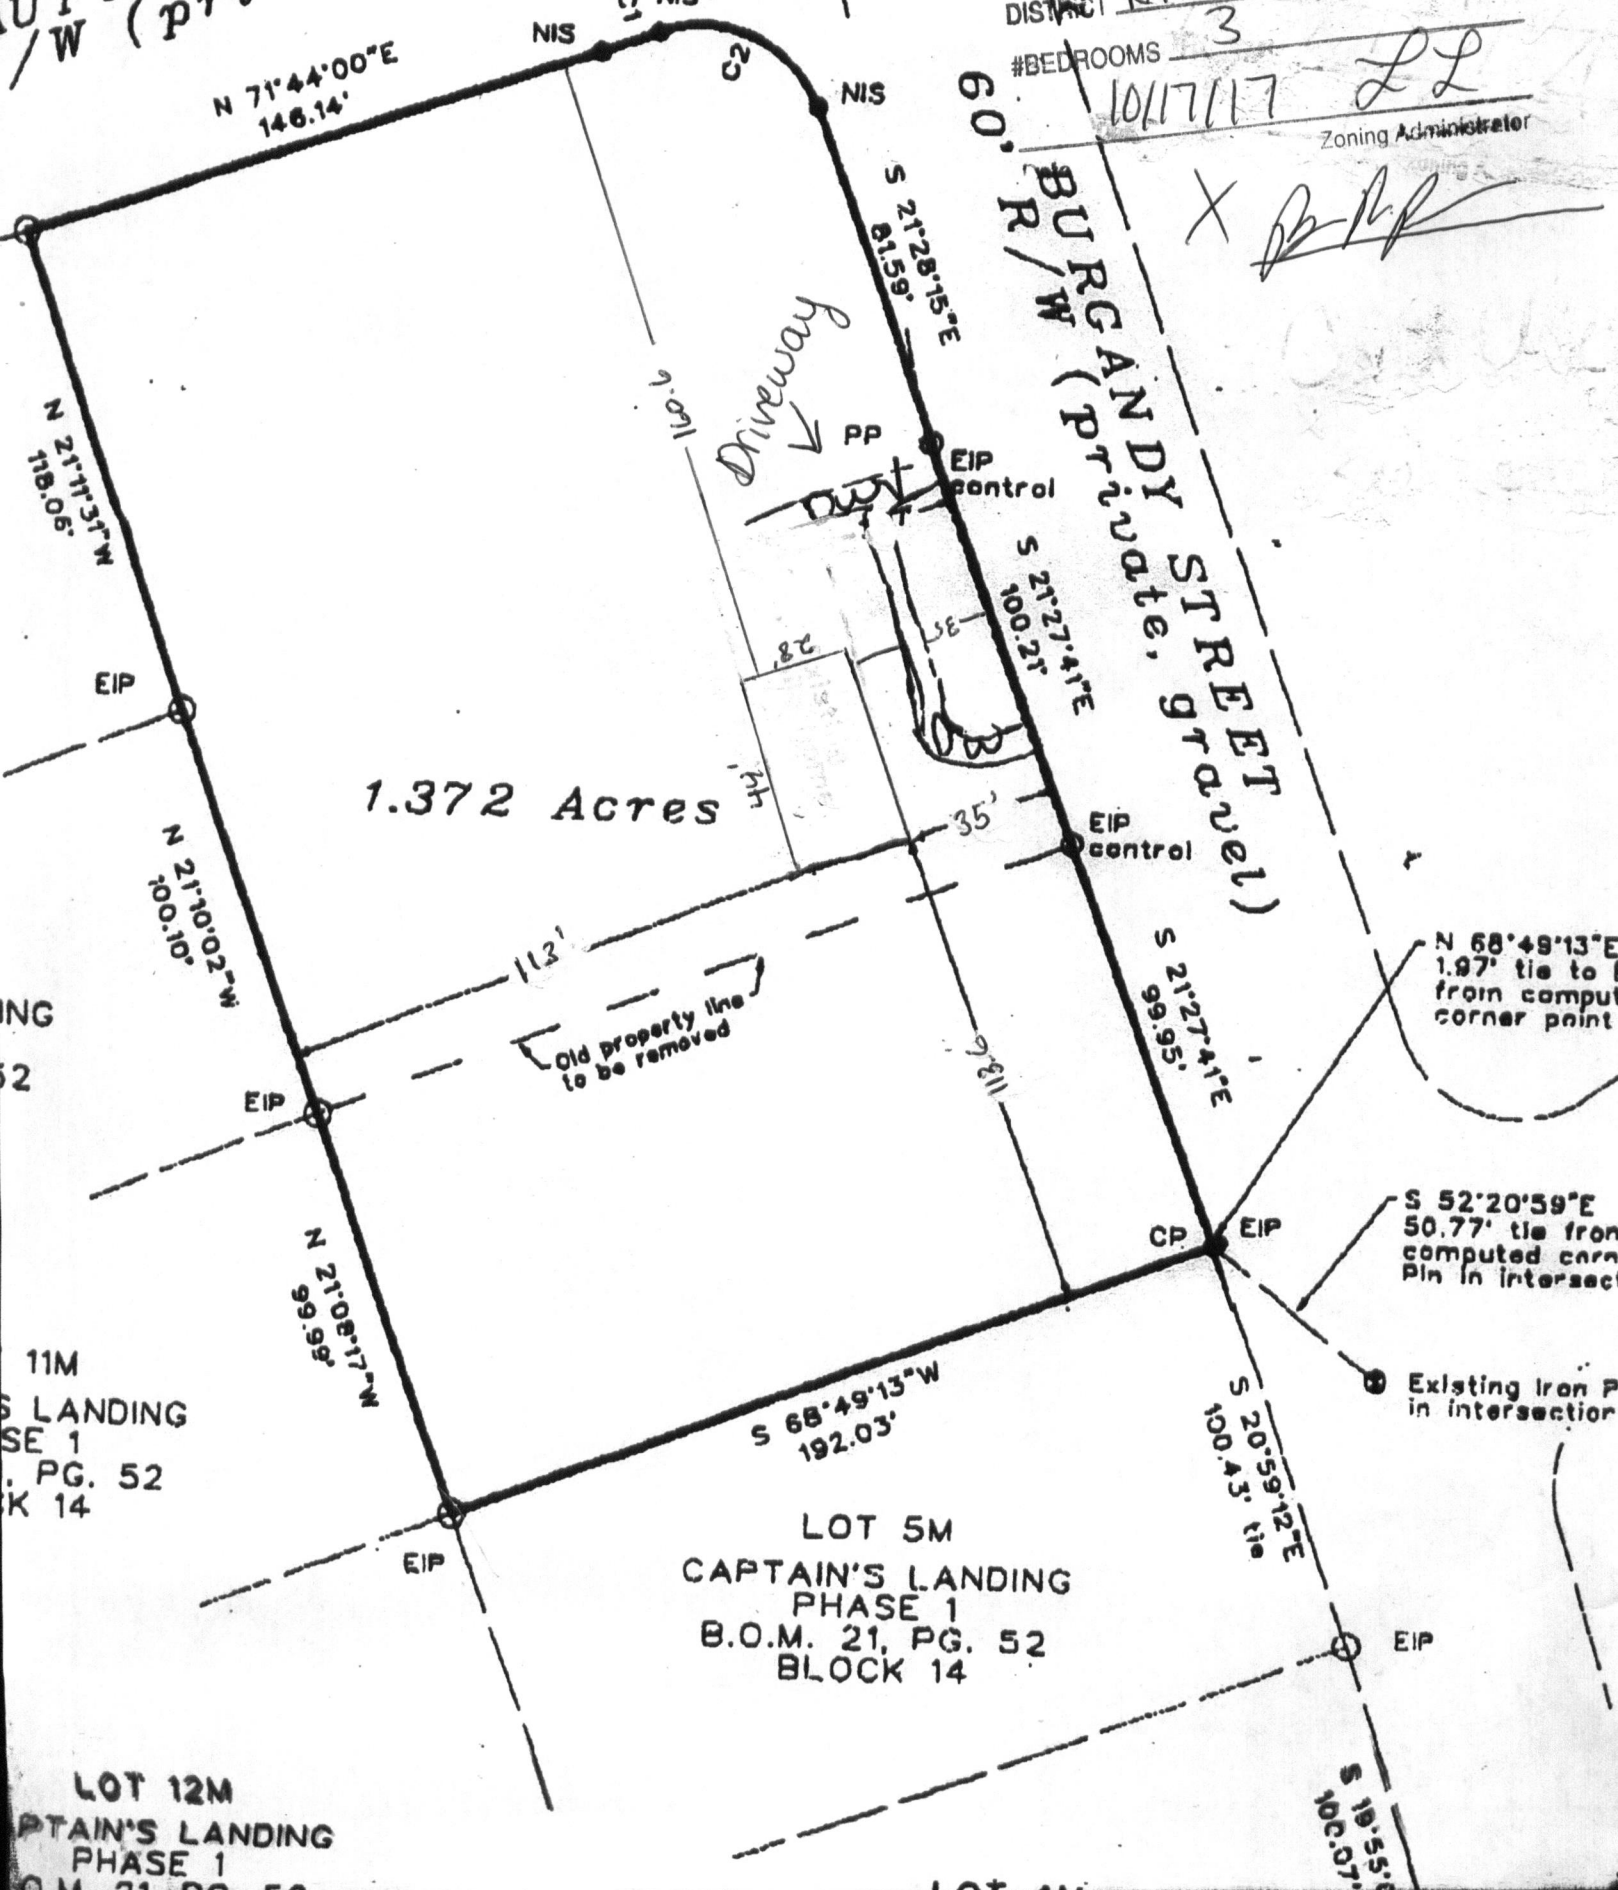 /W (pr
NIS
NIS
DISTRICT
#BEDROOMS 3
10/17/17 LL
Zoning Administrator
X
N 71°44'00"E
146.14'
C2
NIS
60' R/W (private, gravel)
BURGANDY STREET
S 21°28'15"E
81.59'
160.6
Driveway
PP
EIP
control
N 21°11'31"W
118.06'
S 21°27'41"E
100.21'
35
28'
EIP
44'
1.372 Acres
35'
EIP
control
N 21°10'02"W
100.10'
113'
Old property line
to be removed
113.6
S 21°27'41"E
99.95'
N 68°49'13"E
1.97' tie to
from comput
corner point
ING
52
EIP
CP
EIP
S 52°20'59"E
50.77' tie from
computed corn
Pin in intersect
N 21°08'17"W
99.99'
11M
S LANDING
SE 1
. PG. 52
K 14
S 68°49'13"W
192.03'
Existing Iron P
in intersection
S 20°59'12"E
100.43' tie
EIP
LOT 5M
CAPTAIN'S LANDING
PHASE 1
B.O.M. 21, PG. 52
BLOCK 14
EIP
LOT 12M
PTAIN'S LANDING
PHASE 1
S 19°55'
100.07'